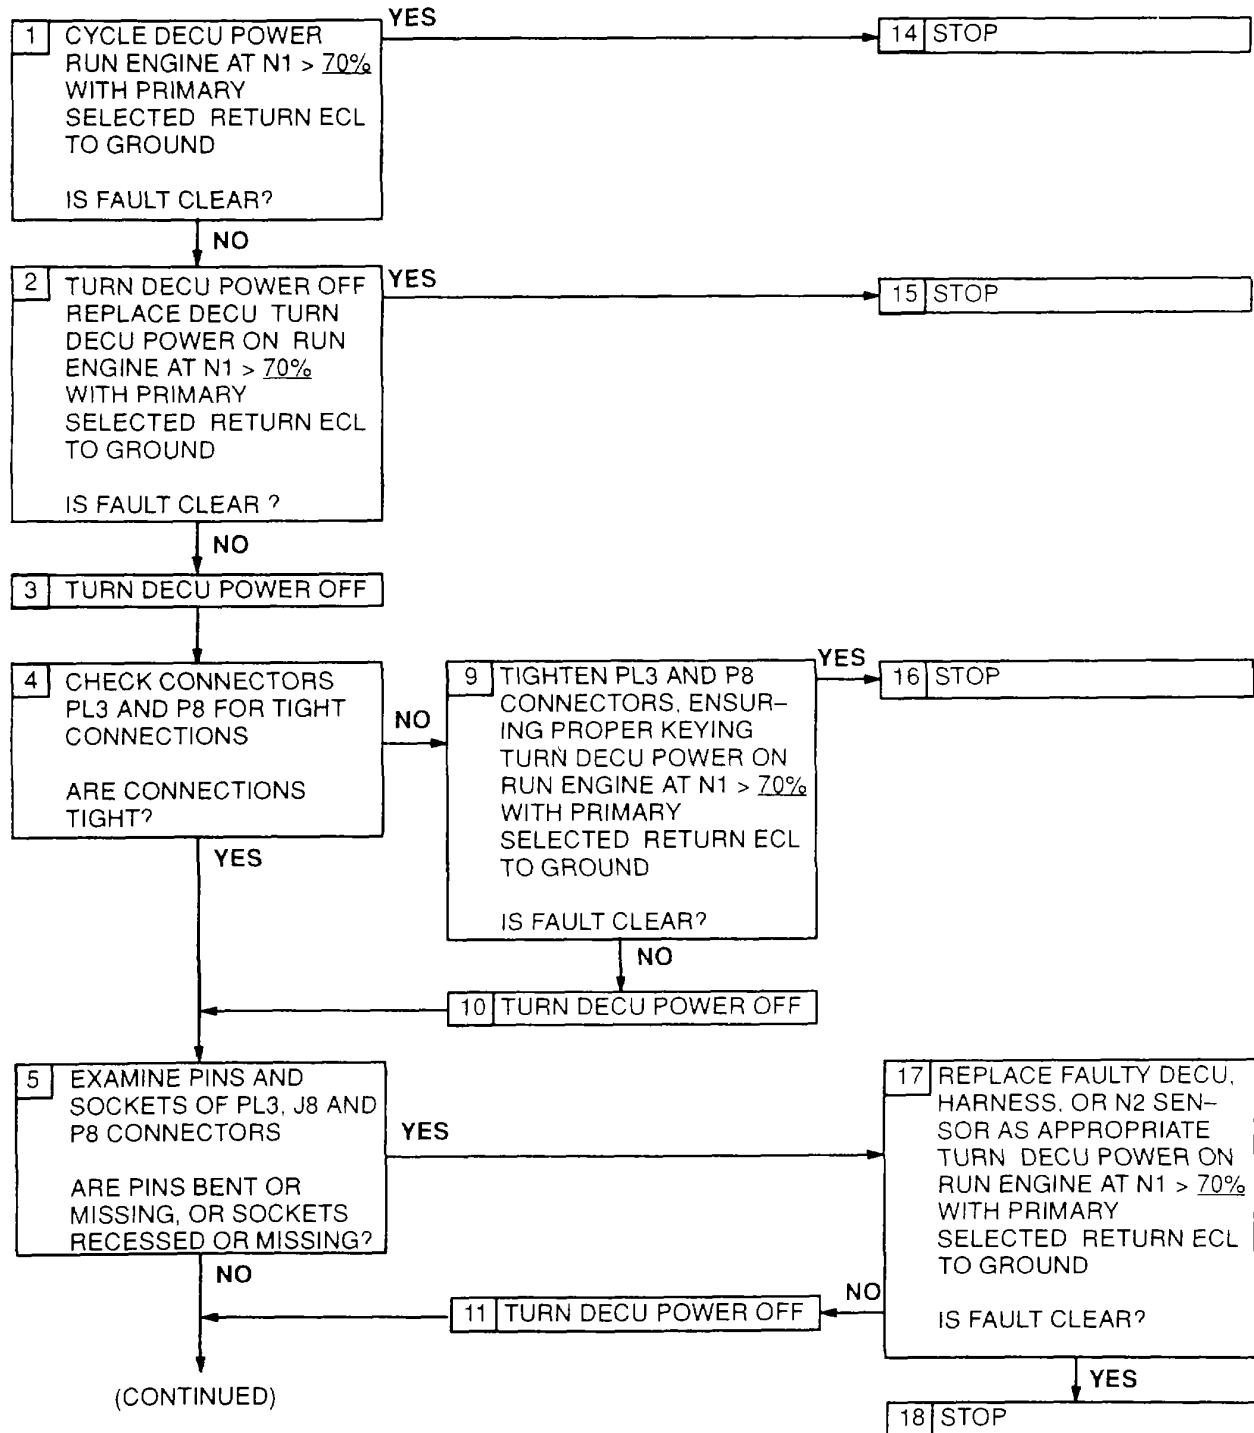 1 CYCLE DECU POWER
RUN ENGINE AT N1 > 70%
WITH PRIMARY
SELECTED RETURN ECL
TO GROUND
IS FAULT CLEAR?
YES
14 STOP
NO
2 TURN DECU POWER OFF
REPLACE DECU TURN
DECU POWER ON RUN
ENGINE AT N1 > 70%
WITH PRIMARY
SELECTED RETURN ECL
TO GROUND
IS FAULT CLEAR ?
YES
15 STOP
NO
3 TURN DECU POWER OFF
4 CHECK CONNECTORS
PL3 AND P8 FOR TIGHT
CONNECTIONS
ARE CONNECTIONS
TIGHT?
NO
9 TIGHTEN PL3 AND P8
CONNECTORS, ENSUR-
ING PROPER KEYING
TURN DECU POWER ON
RUN ENGINE AT N1 > 70%
WITH PRIMARY
SELECTED RETURN ECL
TO GROUND
IS FAULT CLEAR?
YES
16 STOP
YES
NO
10 TURN DECU POWER OFF
5 EXAMINE PINS AND
SOCKETS OF PL3, J8 AND
P8 CONNECTORS
ARE PINS BENT OR
MISSING, OR SOCKETS
RECESSED OR MISSING?
YES
17 REPLACE FAULTY DECU,
HARNESS, OR N2 SEN-
SOR AS APPROPRIATE
TURN DECU POWER ON
RUN ENGINE AT N1 > 70%
WITH PRIMARY
SELECTED RETURN ECL
TO GROUND
IS FAULT CLEAR?
NO
NO
11 TURN DECU POWER OFF
(CONTINUED)
YES
18 STOP